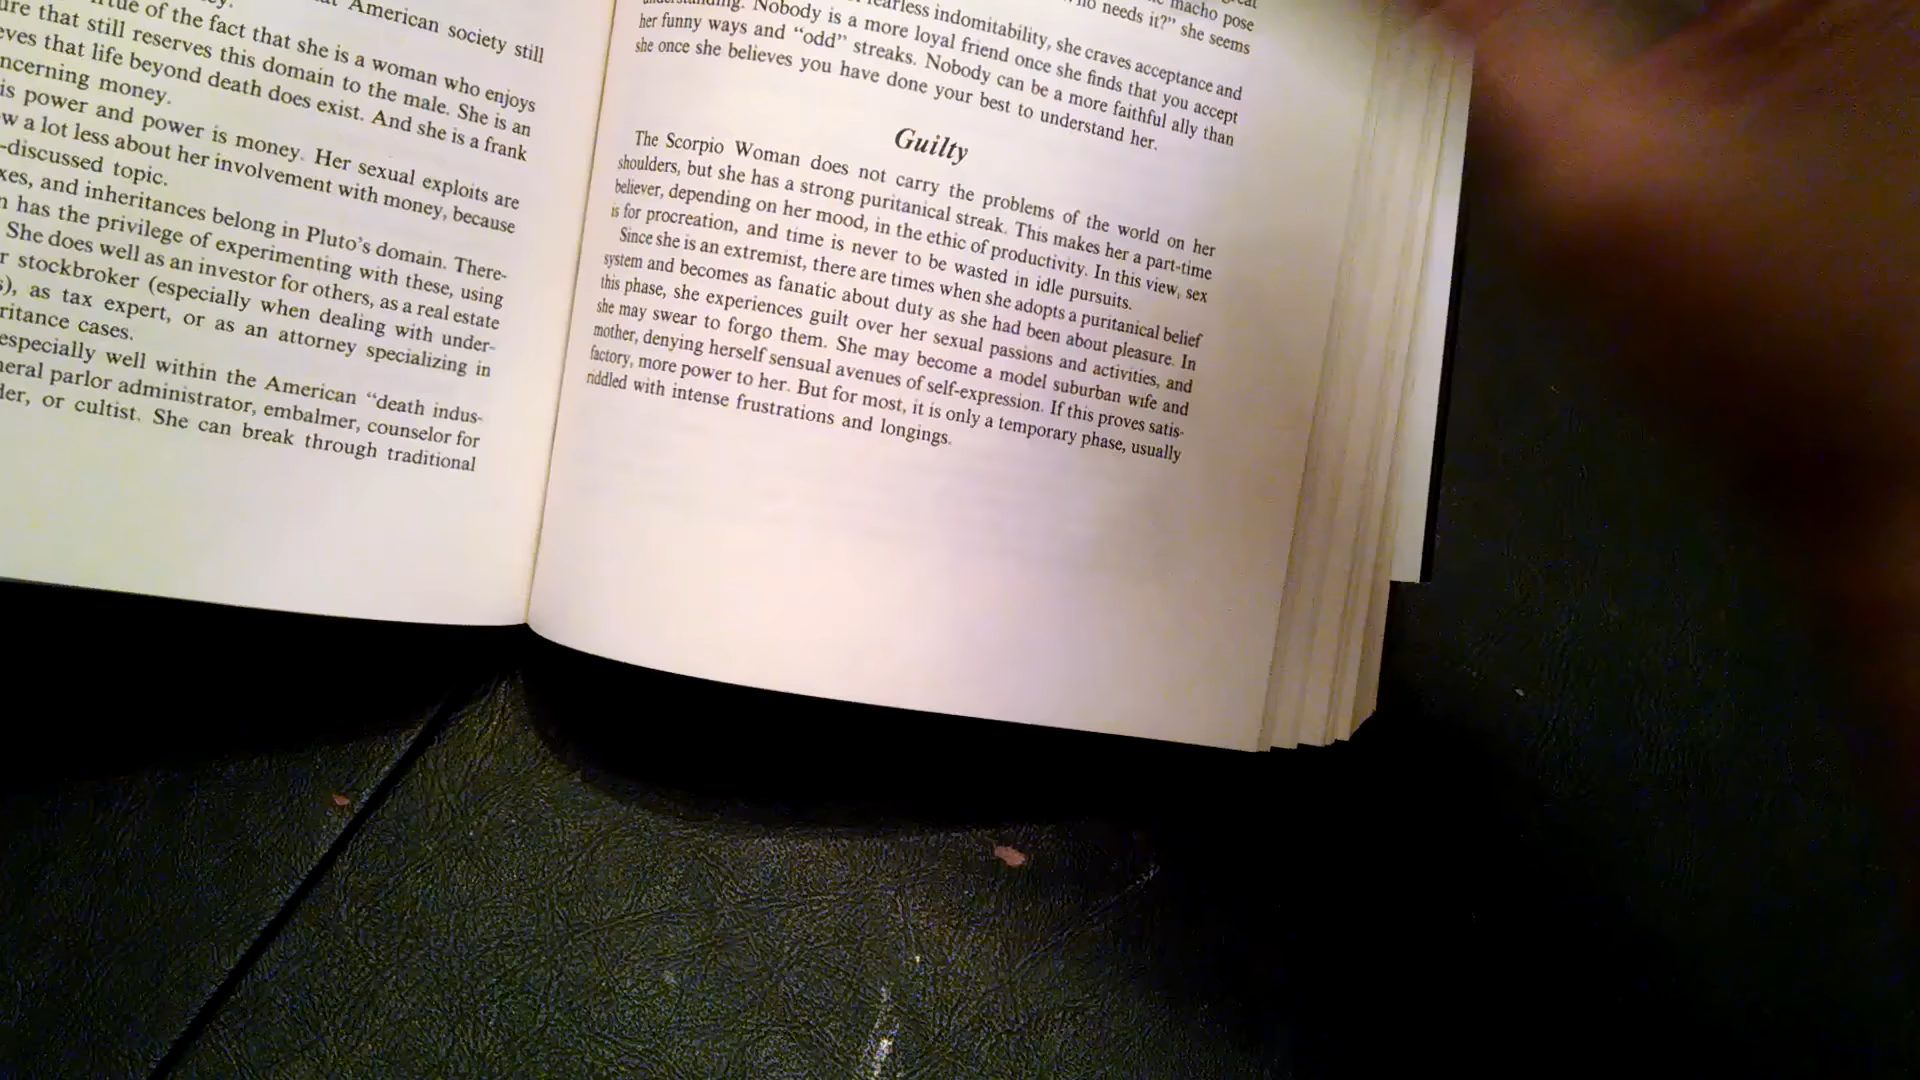 American society still
of the fact that she is a woman who enjoys
that still reserves this domain to the male. She is an
that life beyond death does exist. And she is a frank
ncerning money.
is power and power is money. Her sexual exploits are
w a lot less about her involvement with money, because
-discussed topic.
xes, and inheritances belong in Pluto's domain. There-
has the privilege of experimenting with these, using
She does well as an investor for others, as a real estate
r stockbroker (especially when dealing with under-
s), as tax expert, or as an attorney specializing in
ritance cases.
especially well within the American “death indus-
neral parlor administrator, embalmer, counselor for
ler, or cultist. She can break through traditional
macho pose
needs it?” she seems
fearless indomitability, she craves acceptance and
understanding. Nobody is a more loyal friend once she finds that you accept
her funny ways and “odd” streaks. Nobody can be a more faithful ally than
she once she believes you have done your best to understand her.
Guilty
The Scorpio Woman does not carry the problems of the world on her
shoulders, but she has a strong puritanical streak. This makes her a part-time
believer, depending on her mood, in the ethic of productivity. In this view, sex
is for procreation, and time is never to be wasted in idle pursuits.
Since she is an extremist, there are times when she adopts a puritanical belief
system and becomes as fanatic about duty as she had been about pleasure. In
this phase, she experiences guilt over her sexual passions and activities, and
she may swear to forgo them. She may become a model suburban wife and
mother, denying herself sensual avenues of self-expression. If this proves satis-
factory, more power to her. But for most, it is only a temporary phase, usually
riddled with intense frustrations and longings.